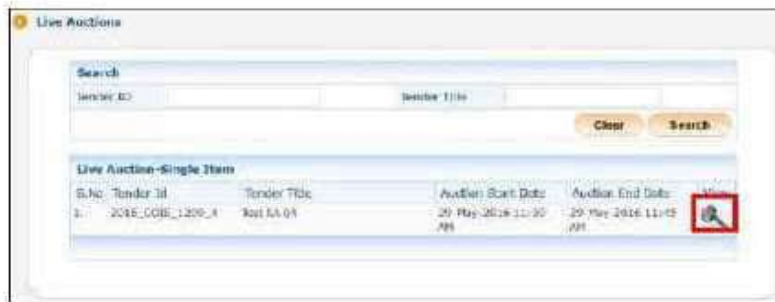 Live Auctions
Search
Tender ID Tender Title
Clear Search
Live Auction-Single Item
S.No Tender Id Tender Title Auction Start Date Auction End Date View
1. 29-May-2016 11:30 AM 29-May-2016 11:45 AM